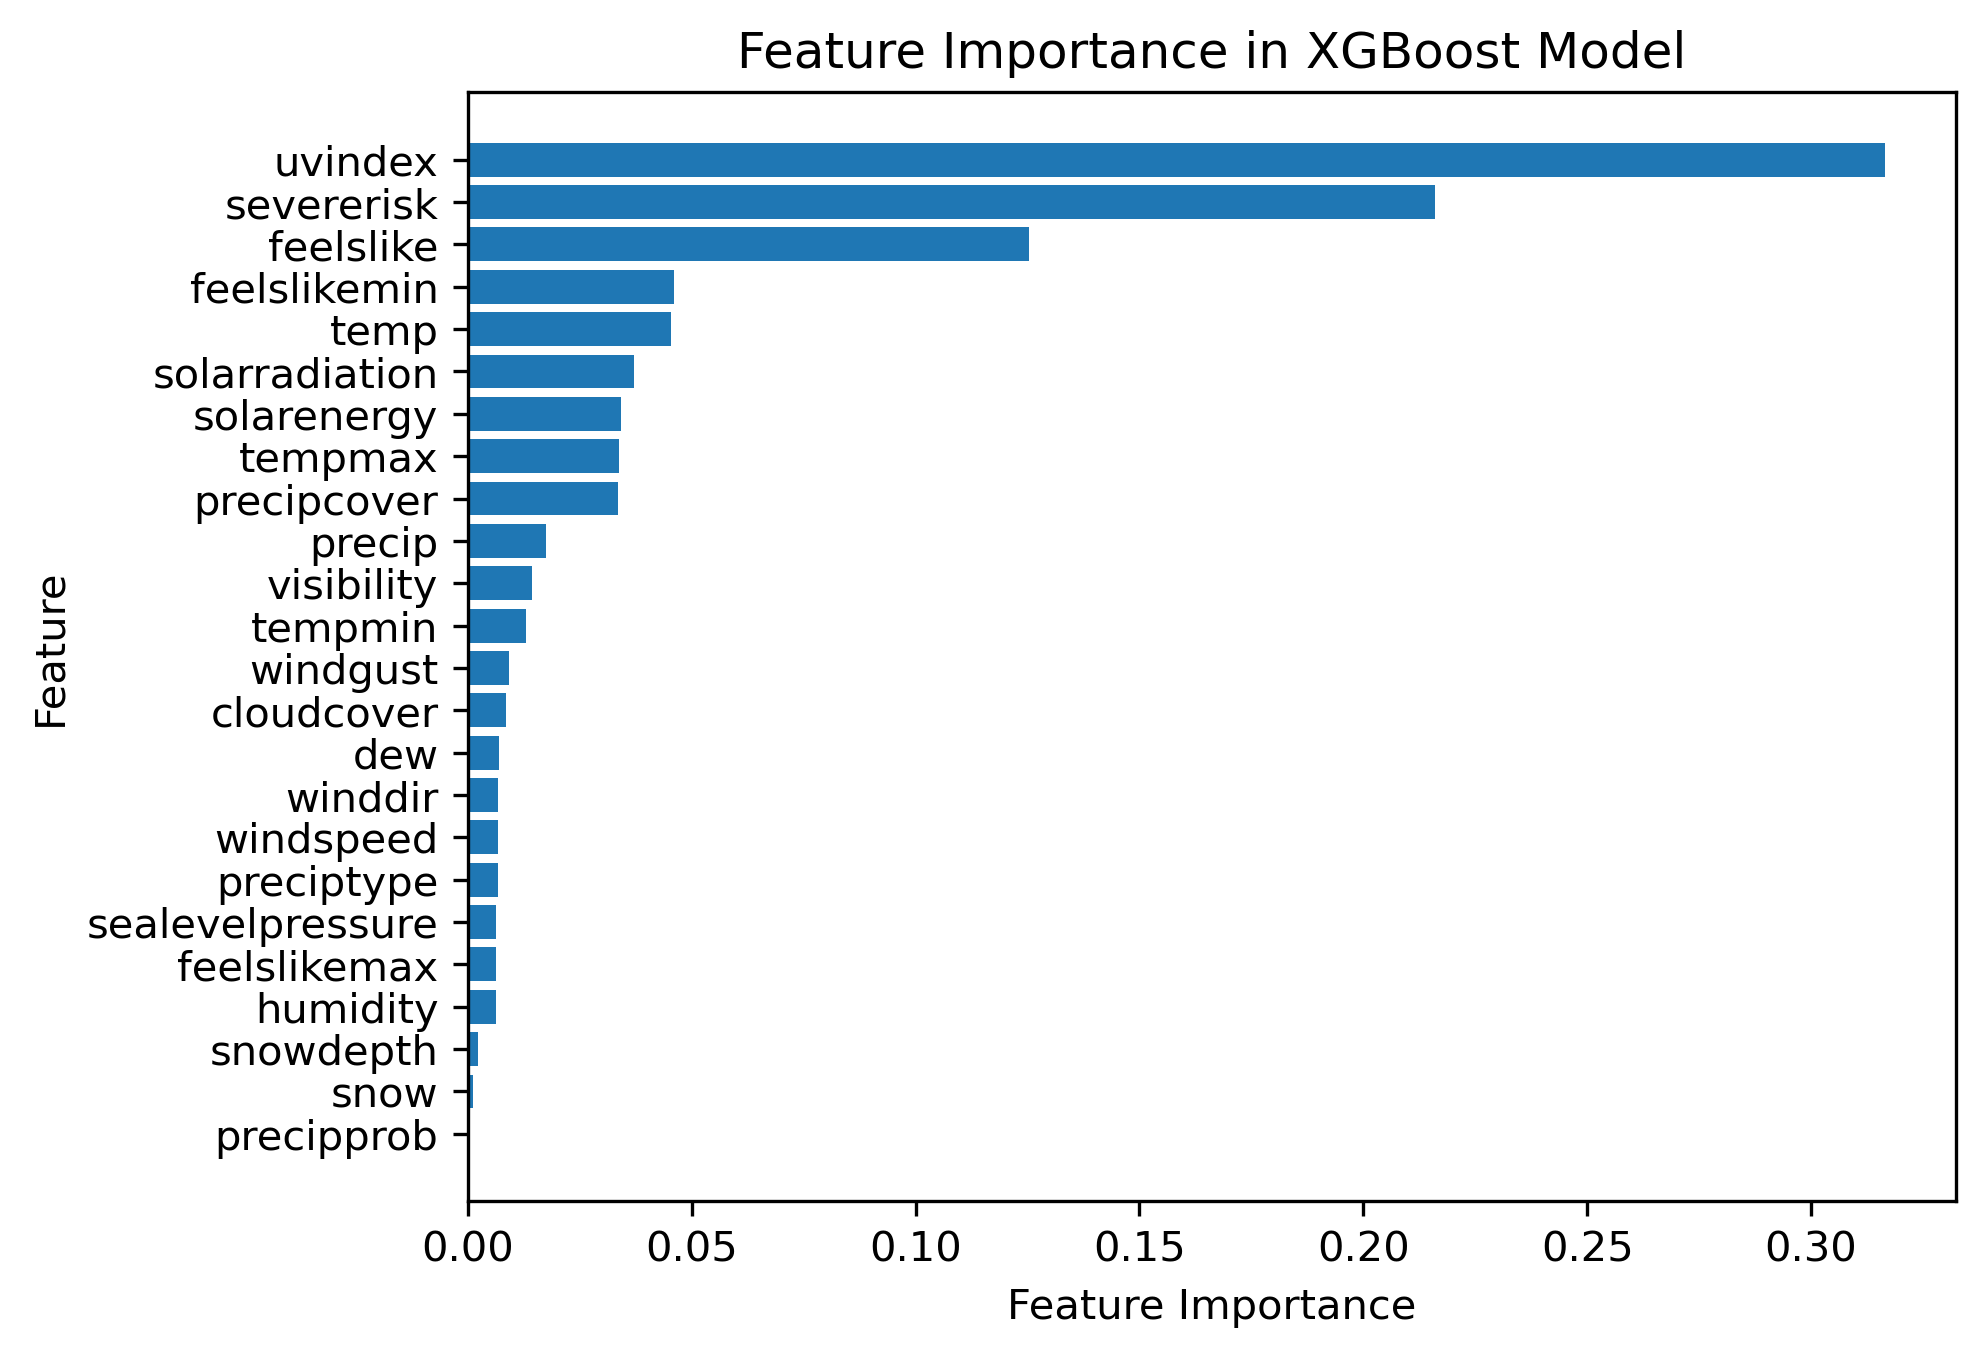 Feature Importance in XGBoost Model
uvindex
severerisk
feelslike
feelslikemin
temp
solarradiation
solarenergy
tempmax
precipcover
precip
visibility
tempmin
windgust
cloudcover
dew
winddir
windspeed
preciptype
sealevelpressure
feelslikemax
humidity
snowdepth
snow
precipprob
Feature
0.00 0.05 0.10 0.15 0.20 0.25 0.30
Feature Importance